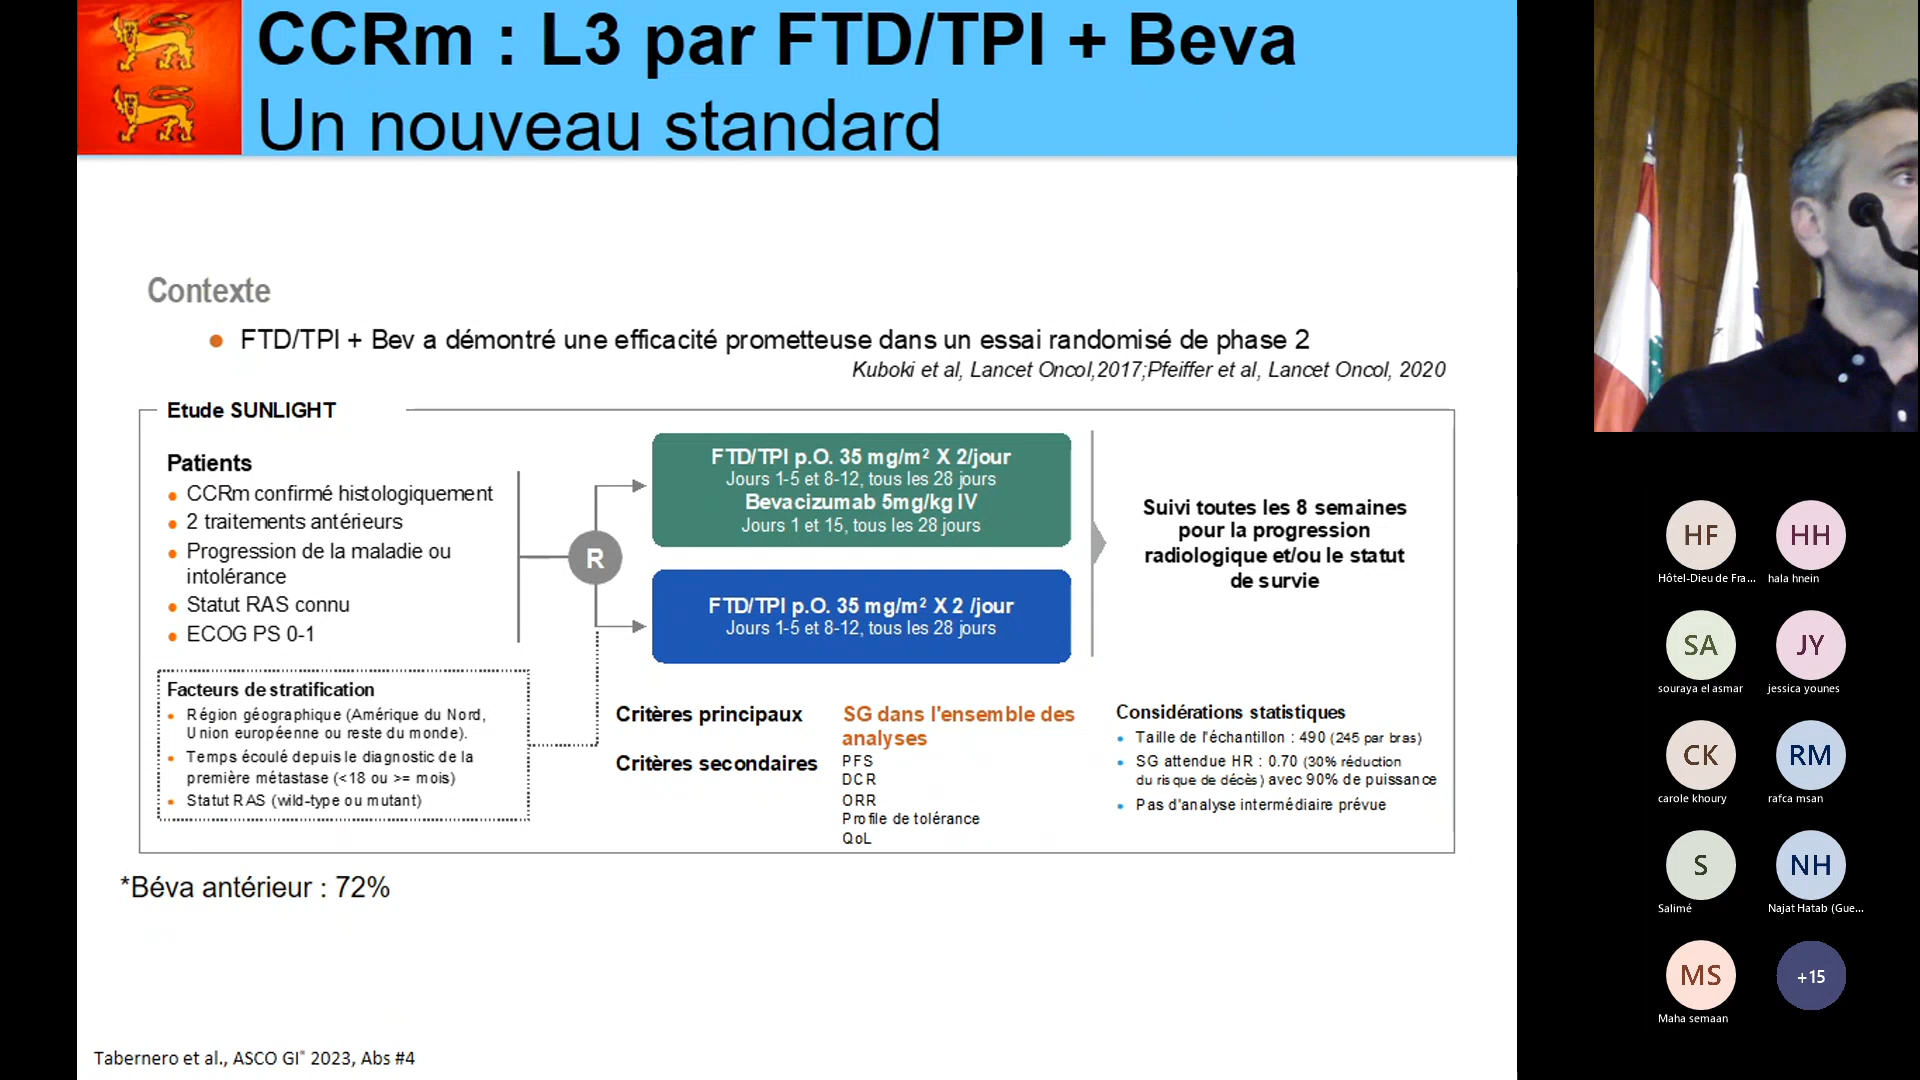 CCRm : L3 par FTD/TPI + Beva
Un nouveau standard
Contexte
FTD/TPI + Bev a démontré une efficacité prometteuse dans un essai randomisé de phase 2
Kuboki et al, Lancet Oncol,2017;Pfeiffer et al, Lancet Oncol, 2020
Etude SUNLIGHT
Patients
CCRm confirmé histologiquement
2 traitements antérieurs
Progression de la maladie ou
intolérance
Statut RAS connu
ECOG PS 0-1
R
FTD/TPI p.O. 35 mg/m² X 2/jour
Jours 1-5 et 8-12, tous les 28 jours
Bevacizumab 5mg/kg IV
Jours 1 et 15, tous les 28 jours
FTD/TPI p.O. 35 mg/m² X 2 /jour
Jours 1-5 et 8-12, tous les 28 jours
Suivi toutes les 8 semaines
pour la progression
radiologique et/ou le statut
de survie
Facteurs de stratification
Région géographique (Amérique du Nord,
Union européenne ou reste du monde).
Temps écoulé depuis le diagnostic de la
première métastase (<18 ou >= mois)
Statut RAS (wild-type ou mutant)
Critères principaux
SG dans l'ensemble des
analyses
Critères secondaires
PFS
DCR
ORR
Profile de tolérance
QoL
Considérations statistiques
Taille de l'échantillon : 490 (245 par bras)
SG attendue HR : 0.70 (30% réduction
du risque de décès) avec 90% de puissance
Pas d'analyse intermédiaire prévue
*Béva antérieur : 72%
Tabernero et al., ASCO GI® 2023, Abs #4
HF
Hôtel-Dieu de Fra...
HH
hala hnein
SA
souraya el asmar
JY
jessica younes
CK
carole khoury
RM
rafca msan
S
Salimé
NH
Najat Hatab (Gue...
MS
Maha semaan
+15